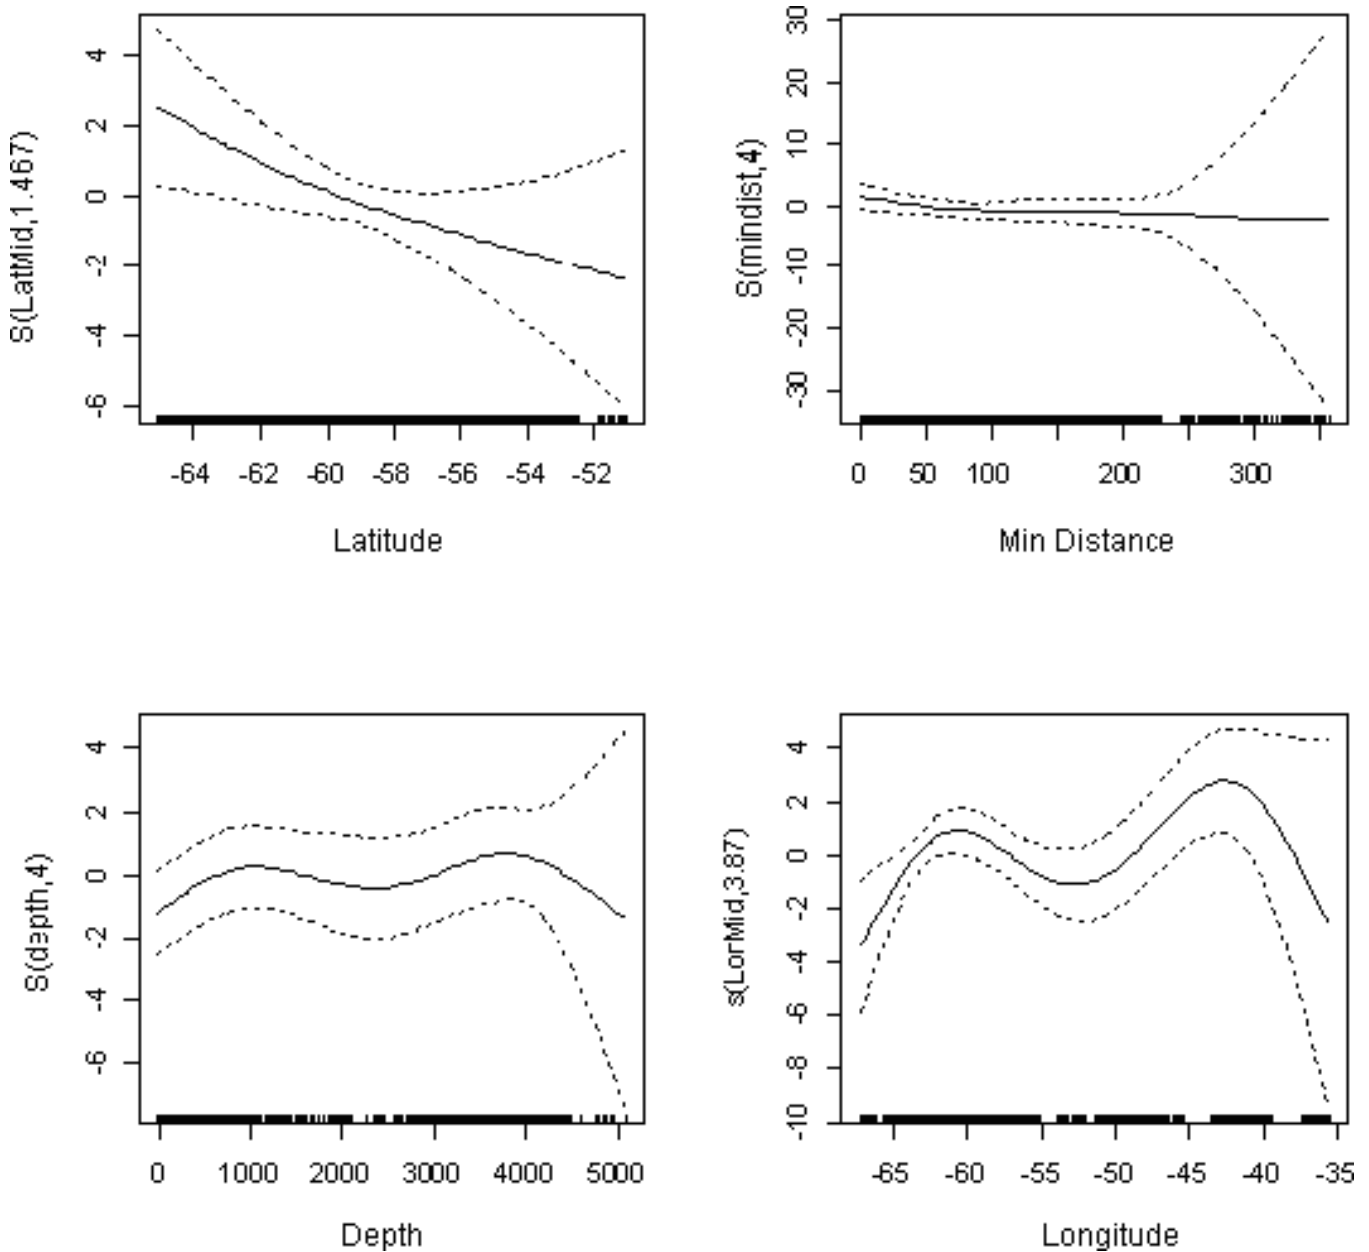 S(LatMid,1.467)
4
2
0
-2
-4
-6
-64 -62 -60 -58 -56 -54 -52
Latitude
S(mindist,4)
30
20
10
0
-10
-20
-30
0 50 100 200 300
Min Distance
S(depth,4)
4
2
0
-2
-4
-6
0 1000 2000 3000 4000 5000
Depth
s(LonMid,3.87)
4
2
0
-2
-4
-6
-8
-10
-65 -60 -55 -50 -45 -40 -35
Longitude